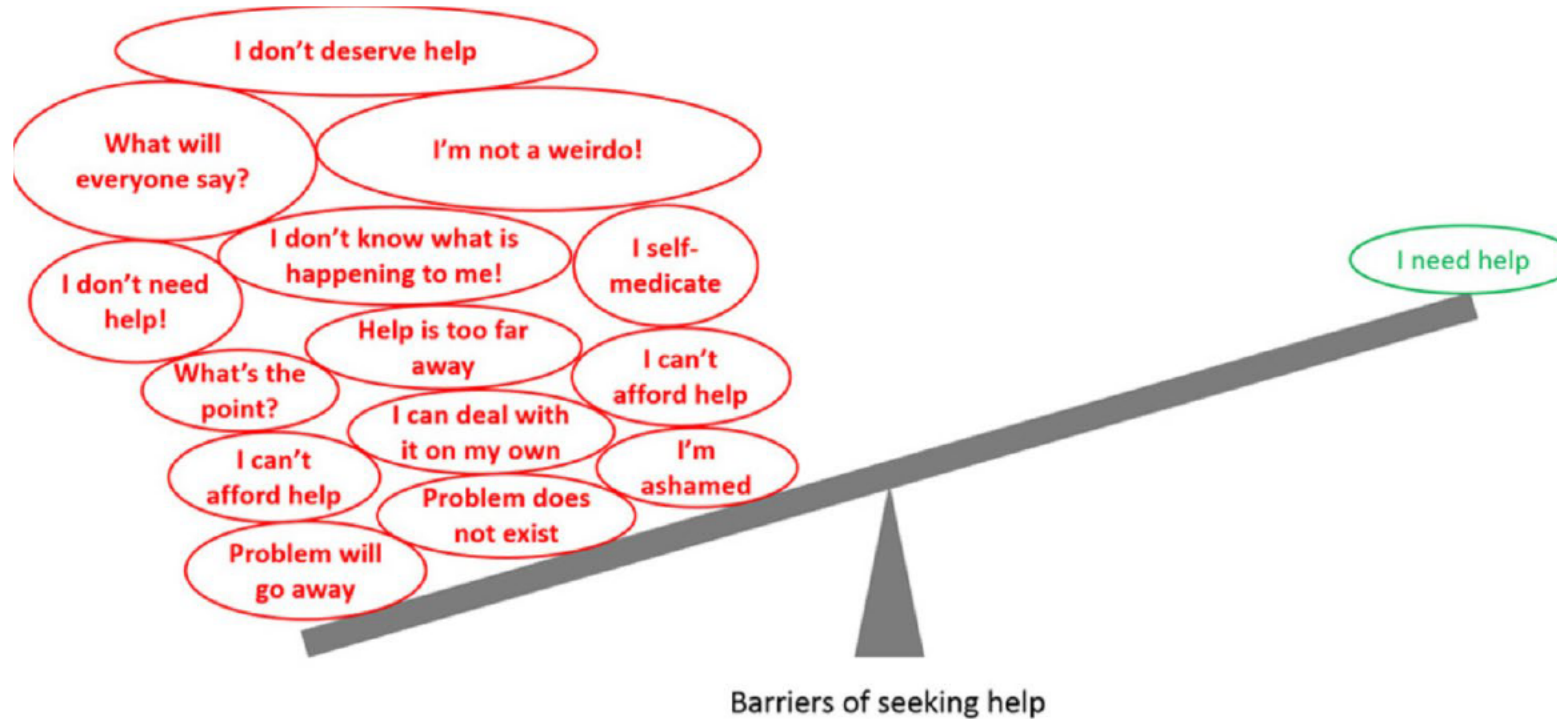 I don't deserve help
What will
everyone say?
I'm not a weirdo!
I don't know what is
happening to me!
I self-
medicate
I don't need
help!
I need help
Help is too far
away
I can't
afford help
What's the
point?
I can deal with
it on my own
I'm
ashamed
I can't
afford help
Problem does
not exist
Problem will
go away
Barriers of seeking help